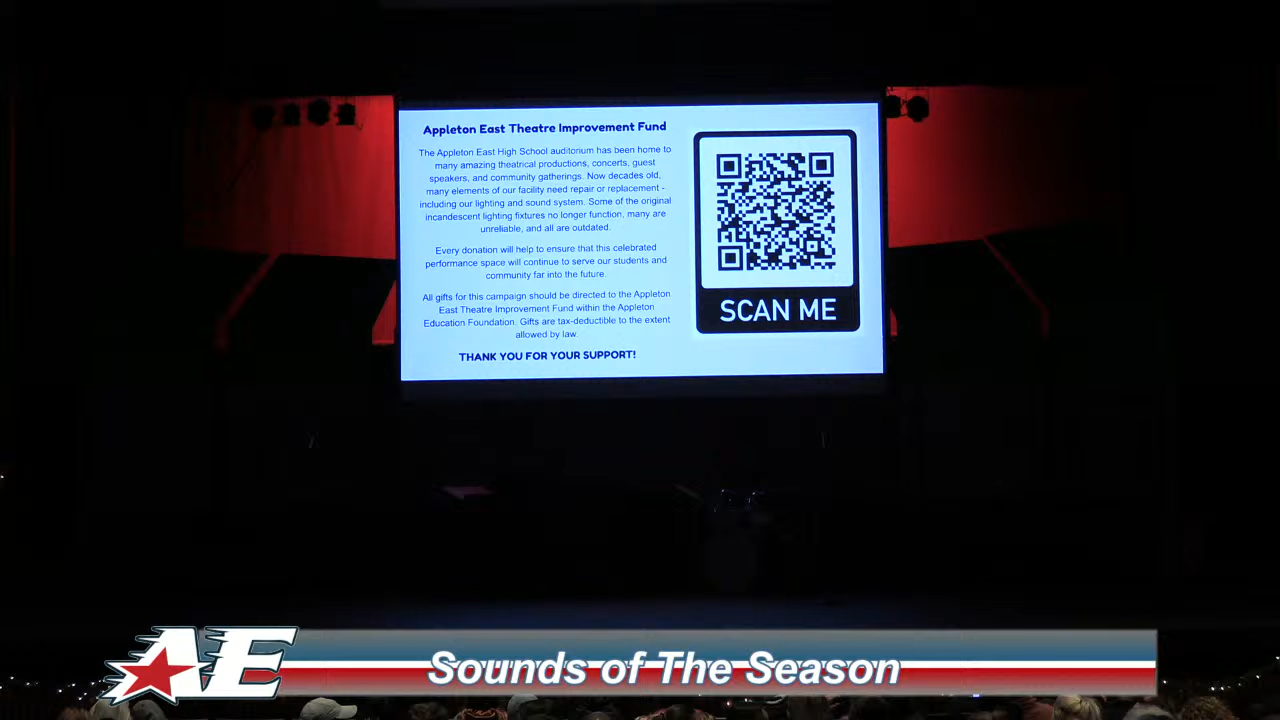 Appleton East Theatre Improvement Fund
The Appleton East High School auditorium has been home to
many amazing theatrical productions, concerts, guest
speakers, and community gatherings. Now decades old,
many elements of our facility need repair or replacement -
including our lighting and sound system. Some of the original
incandescent lighting fixtures no longer function, many are
unreliable, and all are outdated.
Every donation will help to ensure that this celebrated
performance space will continue to serve our students and
community far into the future.
All gifts for this campaign should be directed to the Appleton
East Theatre Improvement Fund within the Appleton
Education Foundation. Gifts are tax-deductible to the extent
allowed by law.
THANK YOU FOR YOUR SUPPORT!
SCAN ME
AE
Sounds of The Season